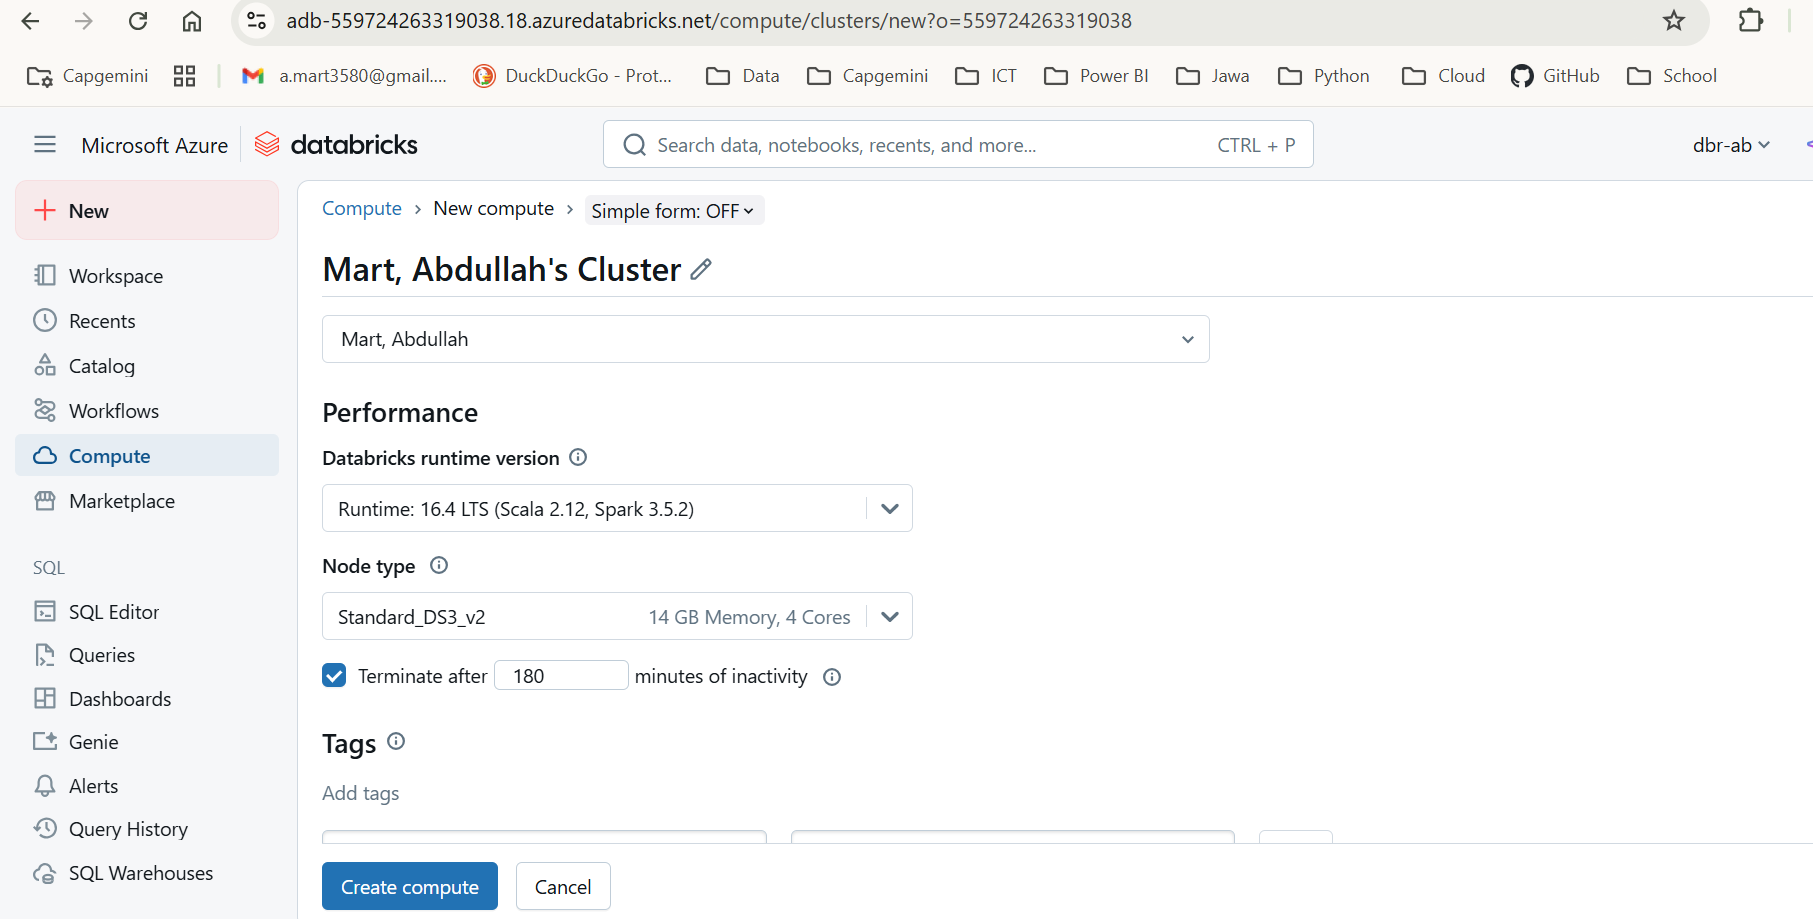 adb-559724263319038.18.azuredatabricks.net/compute/clusters/new?o=559724263319038
Capgemini a.mart3580@gmail.... DuckDuckGo - Prot... Data Capgemini ICT Power BI Jawa Python Cloud GitHub School
Microsoft Azure databricks Search data, notebooks, recents, and more... CTRL + P dbr-ab
New
Workspace
Recents
Catalog
Workflows
Compute
Marketplace
SQL
SQL Editor
Queries
Dashboards
Genie
Alerts
Query History
SQL Warehouses
Compute › New compute › Simple form: OFF
Mart, Abdullah's Cluster
Mart, Abdullah
Performance
Databricks runtime version
Runtime: 16.4 LTS (Scala 2.12, Spark 3.5.2)
Node type
Standard_DS3_v2 14 GB Memory, 4 Cores
Terminate after 180 minutes of inactivity
Tags
Add tags
Create compute Cancel